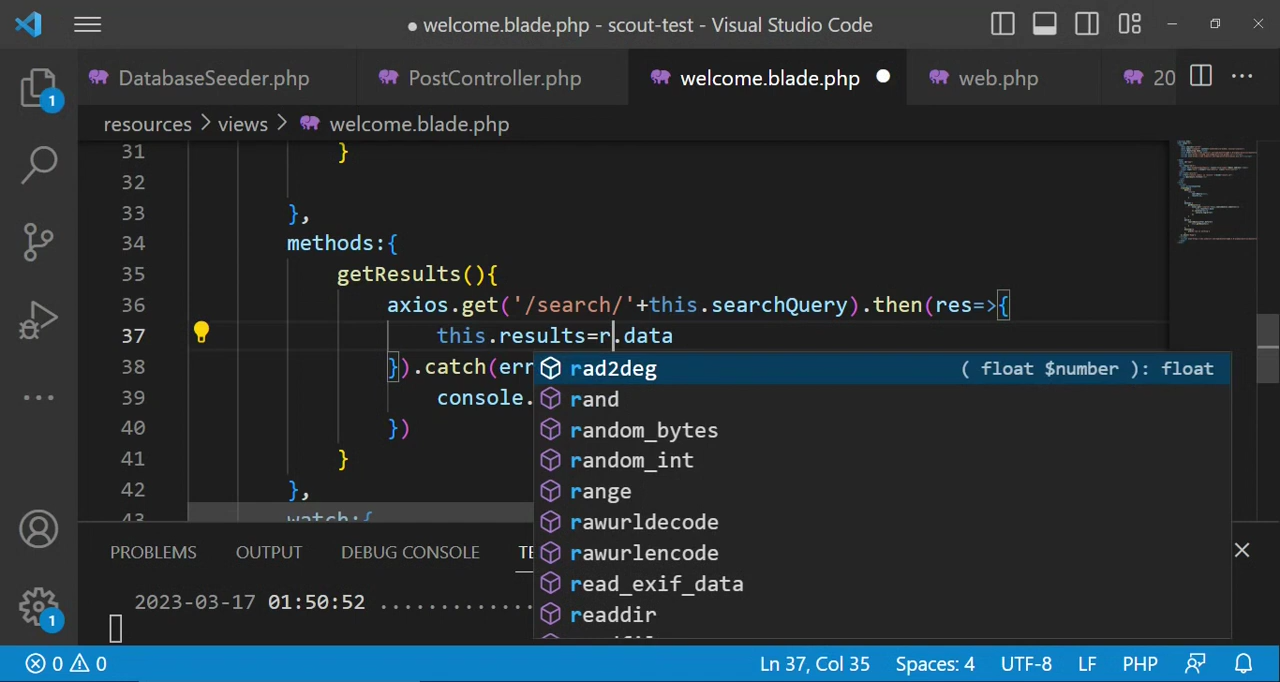 ● welcome.blade.php - scout-test - Visual Studio Code
DatabaseSeeder.php PostController.php welcome.blade.php ● web.php 20 ...
1
resources > views > welcome.blade.php
31 }
32
33 },
34 methods:{
35 getResults(){
36 axios.get('/search/'+this.searchQuery).then(res=>{
37 this.results=r.data
38 }).catch(err
39 console.
40 })
41 }
42 },
43 watch:{
rad2deg ( float $number ): float
rand
random_bytes
random_int
range
rawurldecode
rawurlencode
read_exif_data
readdir
PROBLEMS OUTPUT DEBUG CONSOLE TE
2023-03-17 01:50:52 ..............
1
0 0 Ln 37, Col 35 Spaces: 4 UTF-8 LF PHP